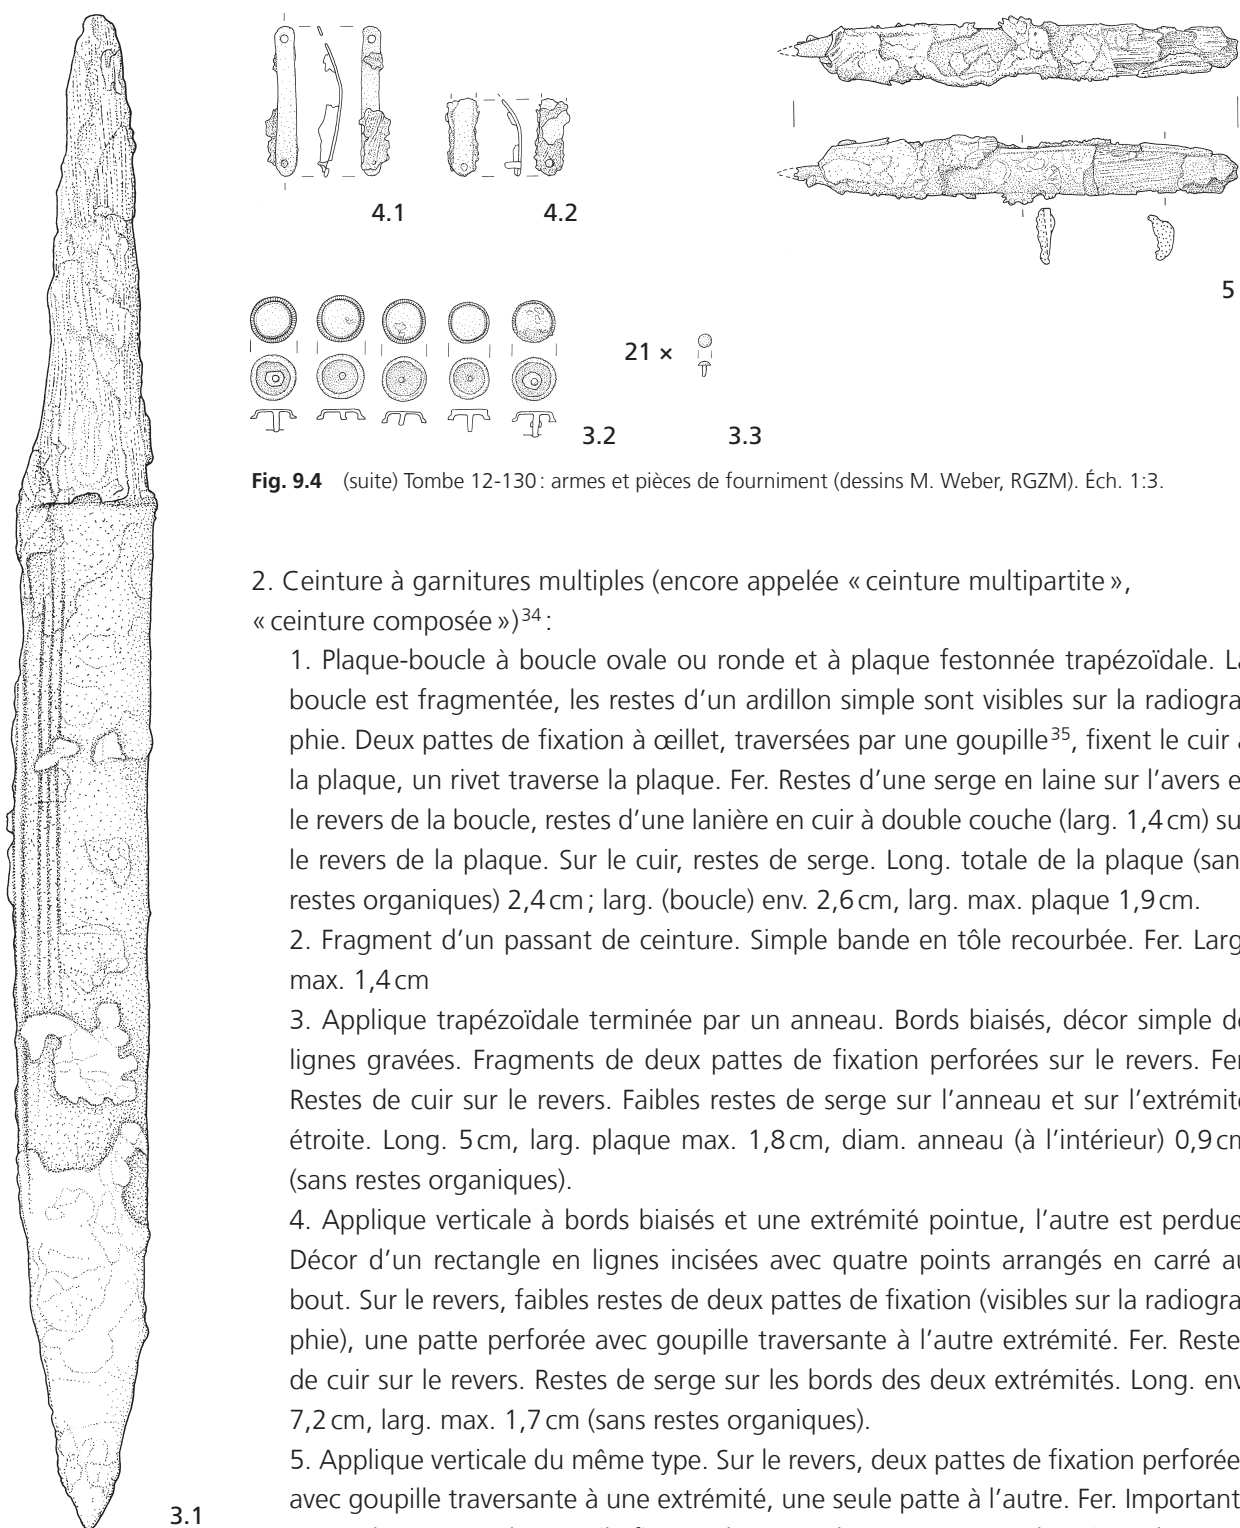 4.1
4.2
5
21 ×
3.2
3.3
Fig. 9.4 (suite) Tombe 12-130 : armes et pièces de fourniment (dessins M. Weber, RGZM). Éch. 1:3.
2. Ceinture à garnitures multiples (encore appelée « ceinture multipartite »,
« ceinture composée »)³⁴ :
1. Plaque-boucle à boucle ovale ou ronde et à plaque festonnée trapézoïdale. La
boucle est fragmentée, les restes d’un ardillon simple sont visibles sur la radiogra
phie. Deux pattes de fixation à œillet, traversées par une goupille³⁵, fixent le cuir à
la plaque, un rivet traverse la plaque. Fer. Restes d’une serge en laine sur l’avers e
le revers de la boucle, restes d’une lanière en cuir à double couche (larg. 1,4 cm) su
le revers de la plaque. Sur le cuir, restes de serge. Long. totale de la plaque (san
restes organiques) 2,4 cm ; larg. (boucle) env. 2,6 cm, larg. max. plaque 1,9 cm.
2. Fragment d’un passant de ceinture. Simple bande en tôle recourbée. Fer. Larg
max. 1,4 cm
3. Applique trapézoïdale terminée par un anneau. Bords biaisés, décor simple de
lignes gravées. Fragments de deux pattes de fixation perforées sur le revers. Fer
Restes de cuir sur le revers. Faibles restes de serge sur l’anneau et sur l’extrémité
étroite. Long. 5 cm, larg. plaque max. 1,8 cm, diam. anneau (à l’intérieur) 0,9 cm
(sans restes organiques).
4. Applique verticale à bords biaisés et une extrémité pointue, l’autre est perdue
Décor d’un rectangle en lignes incisées avec quatre points arrangés en carré au
bout. Sur le revers, faibles restes de deux pattes de fixation (visibles sur la radiogra
phie), une patte perforée avec goupille traversante à l’autre extrémité. Fer. Reste
de cuir sur le revers. Restes de serge sur les bords des deux extrémités. Long. env
7,2 cm, larg. max. 1,7 cm (sans restes organiques).
5. Applique verticale du même type. Sur le revers, deux pattes de fixation perforée
avec goupille traversante à une extrémité, une seule patte à l’autre. Fer. Important
3.1